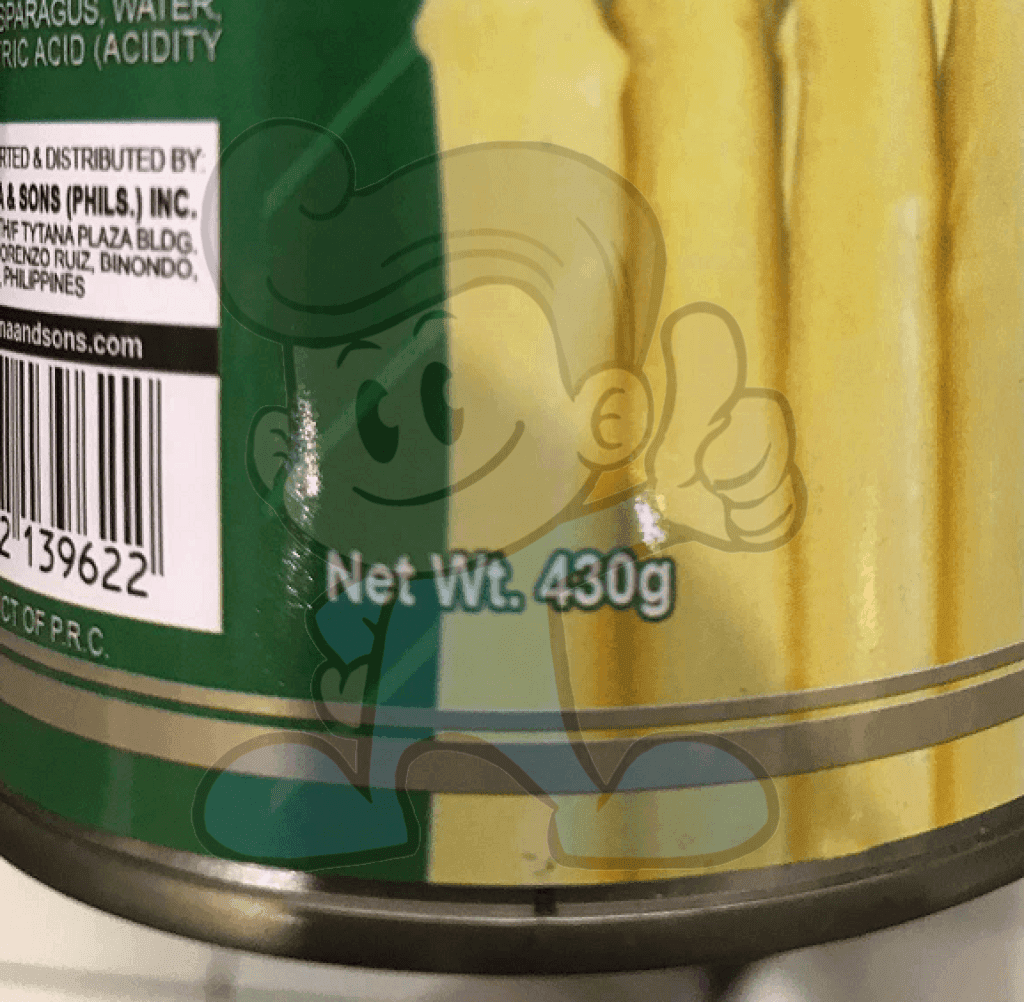 SPARAGUS, WATER,
RIC ACID (ACIDITY
RTED & DISTRIBUTED BY:
A & SONS (PHILS.) INC.
THF TYTANA PLAZA BLDG.
ORENZO RUIZ, BINONDO,
, PHILIPPINES
naandsons.com
2 139622
CT OF P.R.C.
Net Wt. 430g